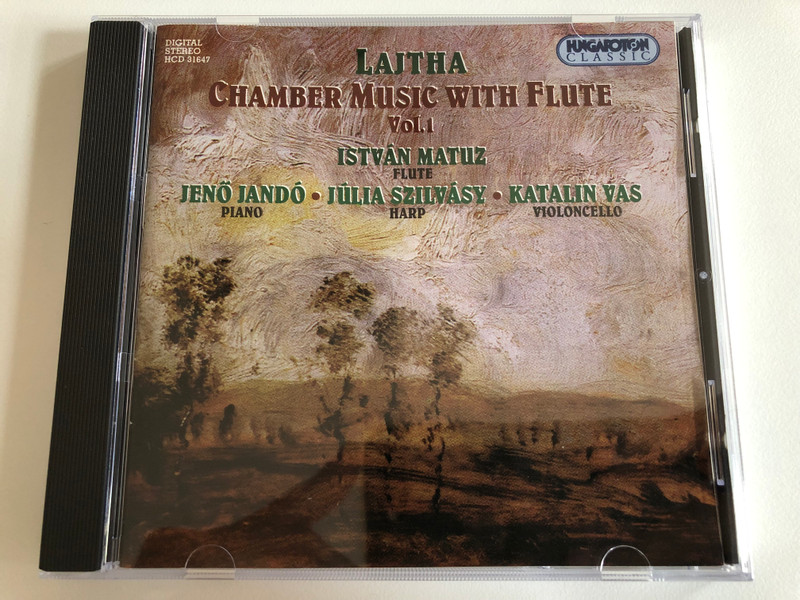 DIGITAL
STEREO
HCD 31647
HUNGAROTON
CLASSIC
LAJTHA
CHAMBER MUSIC WITH FLUTE
VOL.1
ISTVÁN MATUZ
FLUTE
JENŐ JANDÓ • JÚLIA SZILVÁSY • KATALIN VAS
PIANO HARP VIOLONCELLO